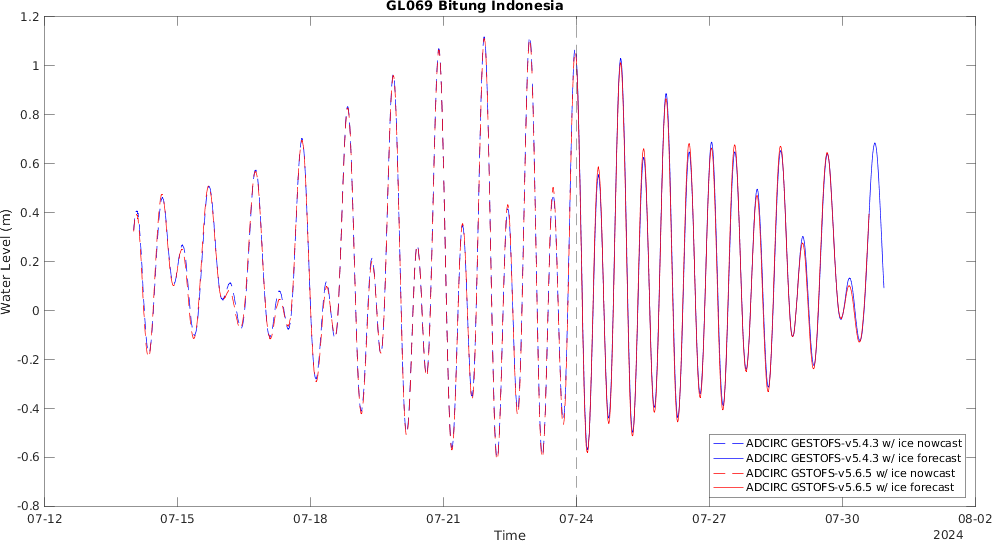 GL069 Bitung Indonesia
1.2
1
0.8
0.6
0.4
0.2
0
-0.2
-0.4
-0.6
-0.8
Water Level (m)
ADCIRC GESTOFS-v5.4.3 w/ ice nowcast
ADCIRC GESTOFS-v5.4.3 w/ ice forecast
ADCIRC GSTOFS-v5.6.5 w/ ice nowcast
ADCIRC GSTOFS-v5.6.5 w/ ice forecast
07-12 07-15 07-18 07-21 07-24 07-27 07-30 08-02
Time
2024